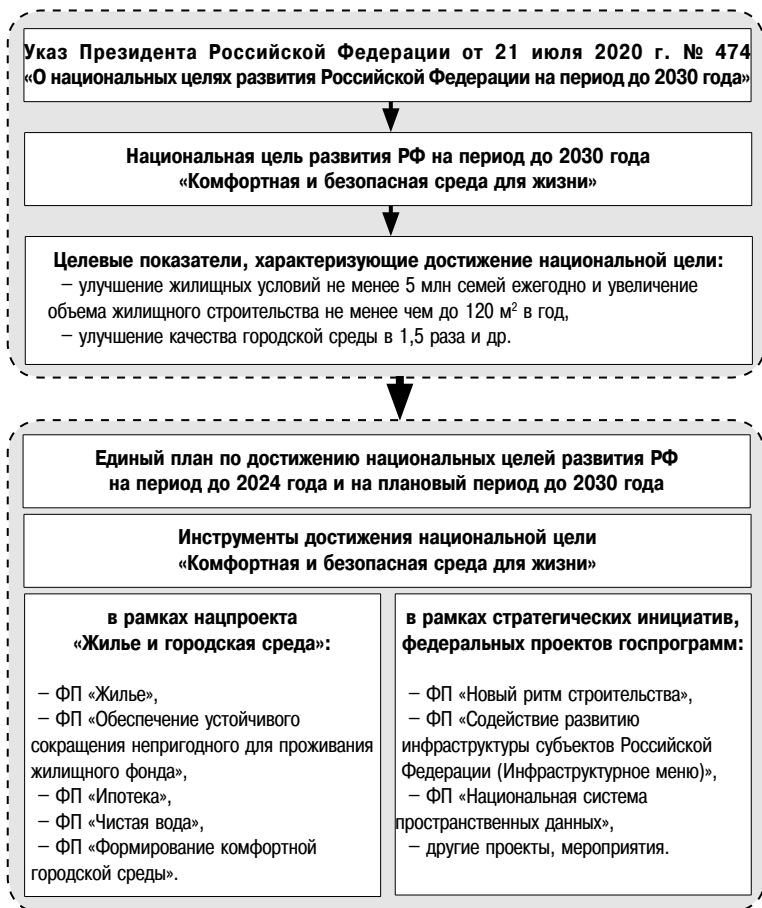 Указ Президента Российской Федерации от 21 июля 2020 г. № 474
«О национальных целях развития Российской Федерации на период до 2030 года»
Национальная цель развития РФ на период до 2030 года
«Комфортная и безопасная среда для жизни»
Целевые показатели, характеризующие достижение национальной цели:
– улучшение жилищных условий не менее 5 млн семей ежегодно и увеличение
объема жилищного строительства не менее чем до 120 м² в год,
– улучшение качества городской среды в 1,5 раза и др.
Единый план по достижению национальных целей развития РФ
на период до 2024 года и на плановый период до 2030 года
Инструменты достижения национальной цели
«Комфортная и безопасная среда для жизни»
в рамках нацпроекта
«Жилье и городская среда»:
– ФП «Жилье»,
– ФП «Обеспечение устойчивого
сокращения непригодного для проживания
жилищного фонда»,
– ФП «Ипотека»,
– ФП «Чистая вода»,
– ФП «Формирование комфортной
городской среды».
в рамках стратегических инициатив,
федеральных проектов госпрограмм:
– ФП «Новый ритм строительства»,
– ФП «Содействие развитию
инфраструктуры субъектов Российской
Федерации (Инфраструктурное меню)»,
– ФП «Национальная система
пространственных данных»,
– другие проекты, мероприятия.